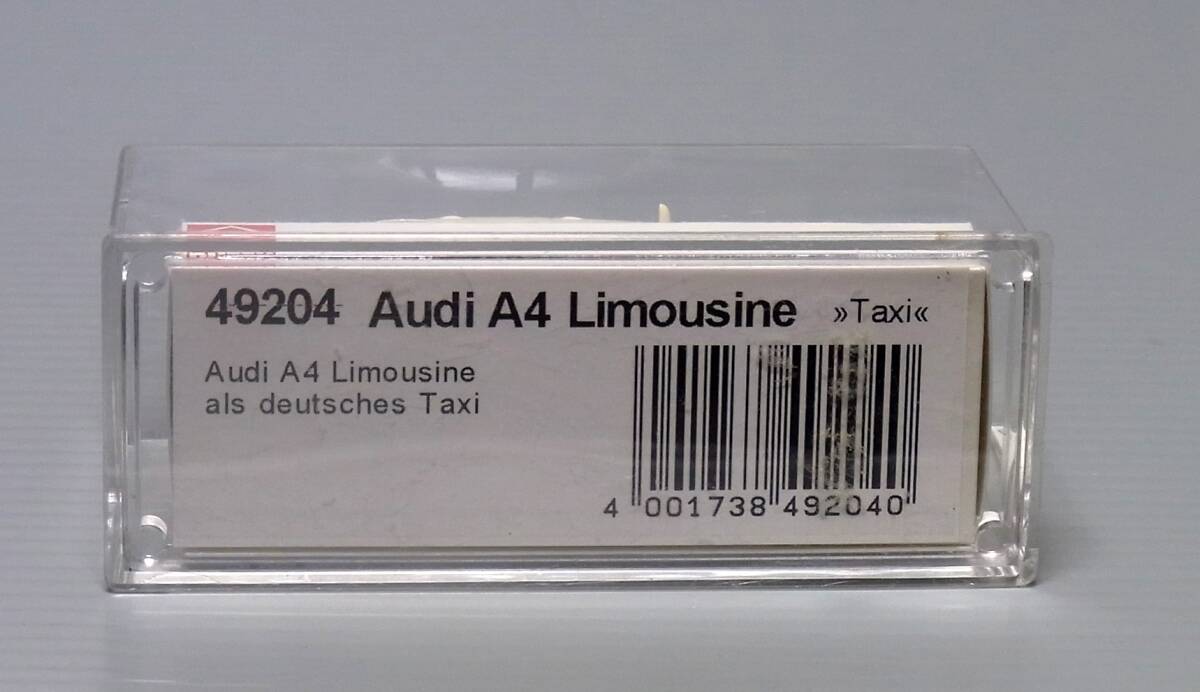 49204 Audi A4 Limousine »Taxi«
Audi A4 Limousine
als deutsches Taxi
4 001738 492040